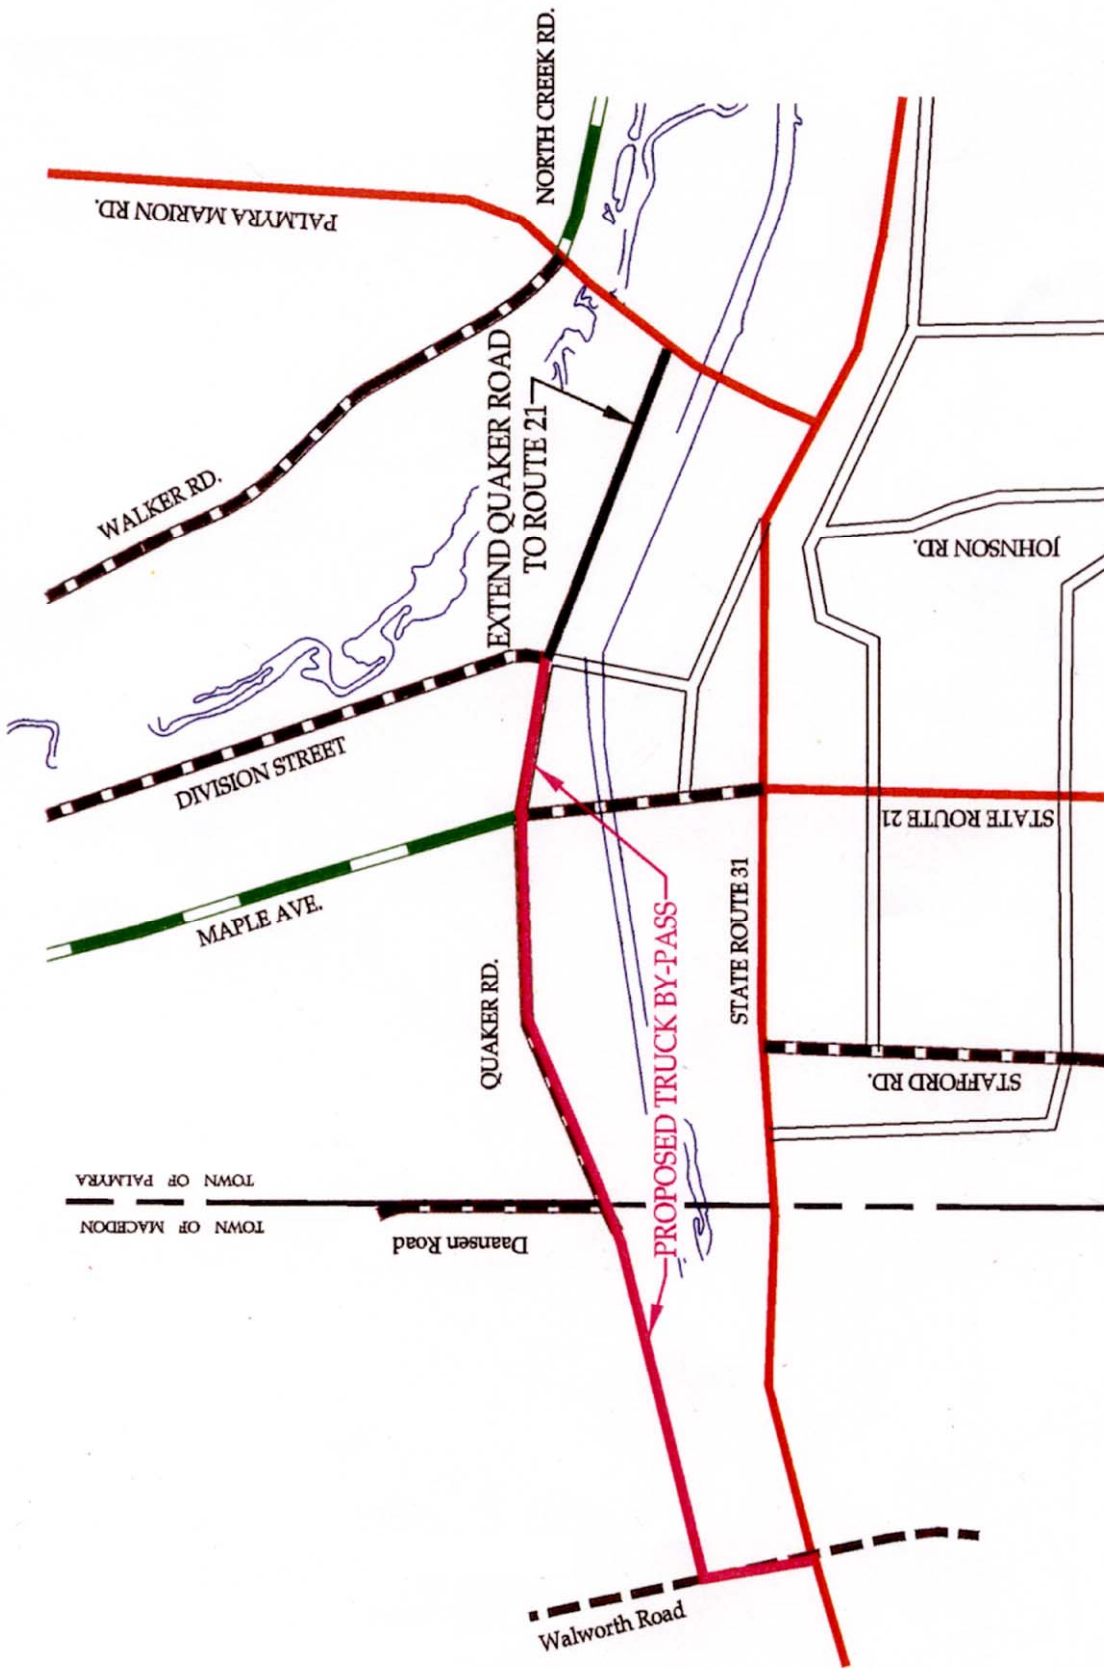 NORTH CREEK RD.
PALMYRA MARION RD.
EXTEND QUAKER ROAD
TO ROUTE 21
WALKER RD.
JOHNSON RD.
DIVISION STREET
STATE ROUTE 21
MAPLE AVE.
STATE ROUTE 31
PROPOSED TRUCK BY-PASS
QUAKER RD.
STAFFORD RD.
TOWN OF PALMYRA
TOWN OF MACEDON
Daansen Road
Walworth Road